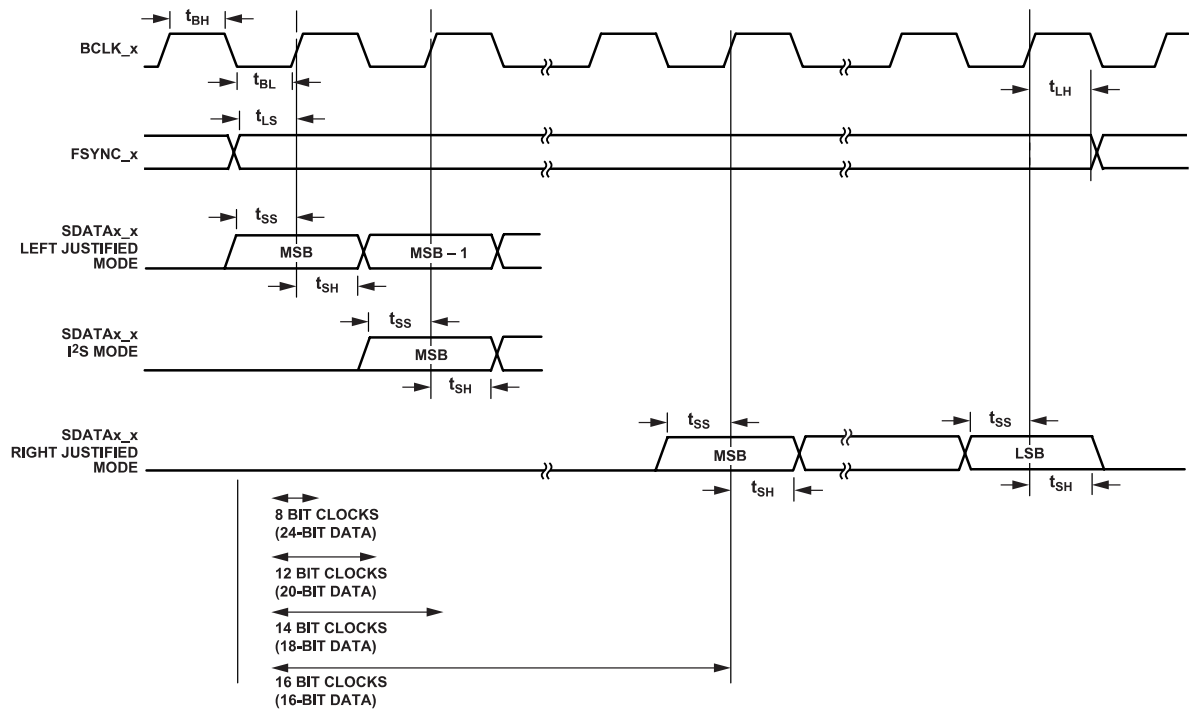 tBH
BCLK_x
tBL
tLH
tLS
FSYNC_x
tSS
SDATAx_x
LEFT JUSTIFIED
MODE
MSB
MSB – 1
tSH
tSS
SDATAx_x
I²S MODE
MSB
tSH
tSS
tSS
SDATAx_x
RIGHT JUSTIFIED
MODE
MSB
LSB
tSH
tSH
8 BIT CLOCKS
(24-BIT DATA)
12 BIT CLOCKS
(20-BIT DATA)
14 BIT CLOCKS
(18-BIT DATA)
16 BIT CLOCKS
(16-BIT DATA)